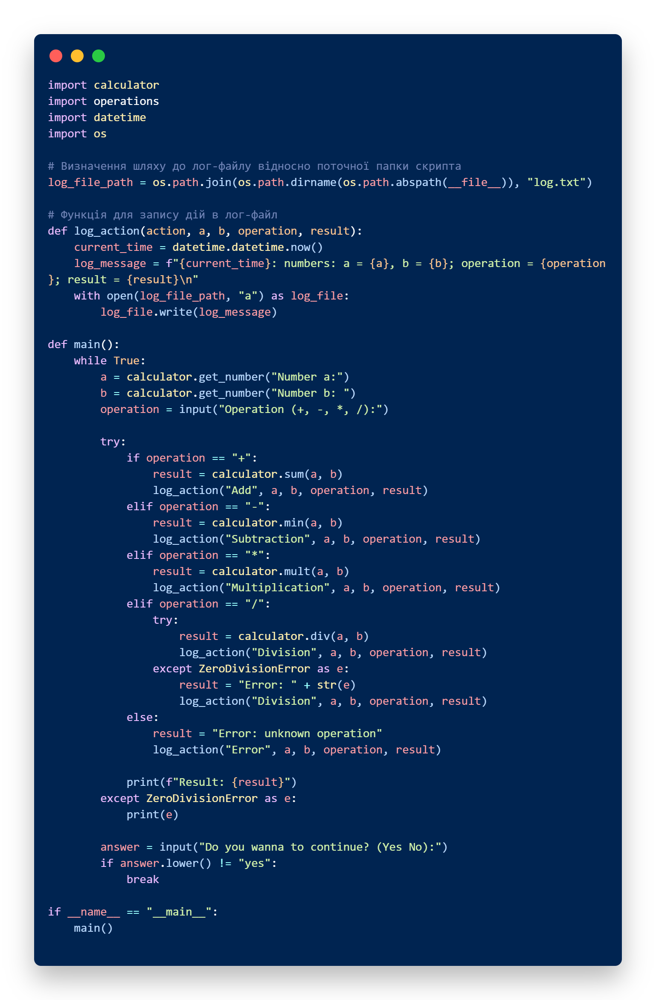 import calculator
import operations
import datetime
import os

# Визначення шляху до лог-файлу відносно поточної папки скрипта
log_file_path = os.path.join(os.path.dirname(os.path.abspath(__file__)), "log.txt")

# Функція для запису дій в лог-файл
def log_action(action, a, b, operation, result):
    current_time = datetime.datetime.now()
    log_message = f"{current_time}: numbers: a = {a}, b = {b}; operation = {operation
}; result = {result}\n"
    with open(log_file_path, "a") as log_file:
        log_file.write(log_message)

def main():
    while True:
        a = calculator.get_number("Number a:")
        b = calculator.get_number("Number b: ")
        operation = input("Operation (+, -, *, /):")

        try:
            if operation == "+":
                result = calculator.sum(a, b)
                log_action("Add", a, b, operation, result)
            elif operation == "-":
                result = calculator.min(a, b)
                log_action("Subtraction", a, b, operation, result)
            elif operation == "*":
                result = calculator.mult(a, b)
                log_action("Multiplication", a, b, operation, result)
            elif operation == "/":
                try:
                    result = calculator.div(a, b)
                    log_action("Division", a, b, operation, result)
                except ZeroDivisionError as e:
                    result = "Error: " + str(e)
                    log_action("Division", a, b, operation, result)
            else:
                result = "Error: unknown operation"
                log_action("Error", a, b, operation, result)

            print(f"Result: {result}")
        except ZeroDivisionError as e:
            print(e)

        answer = input("Do you wanna to continue? (Yes No):")
        if answer.lower() != "yes":
            break

if __name__ == "__main__":
    main()